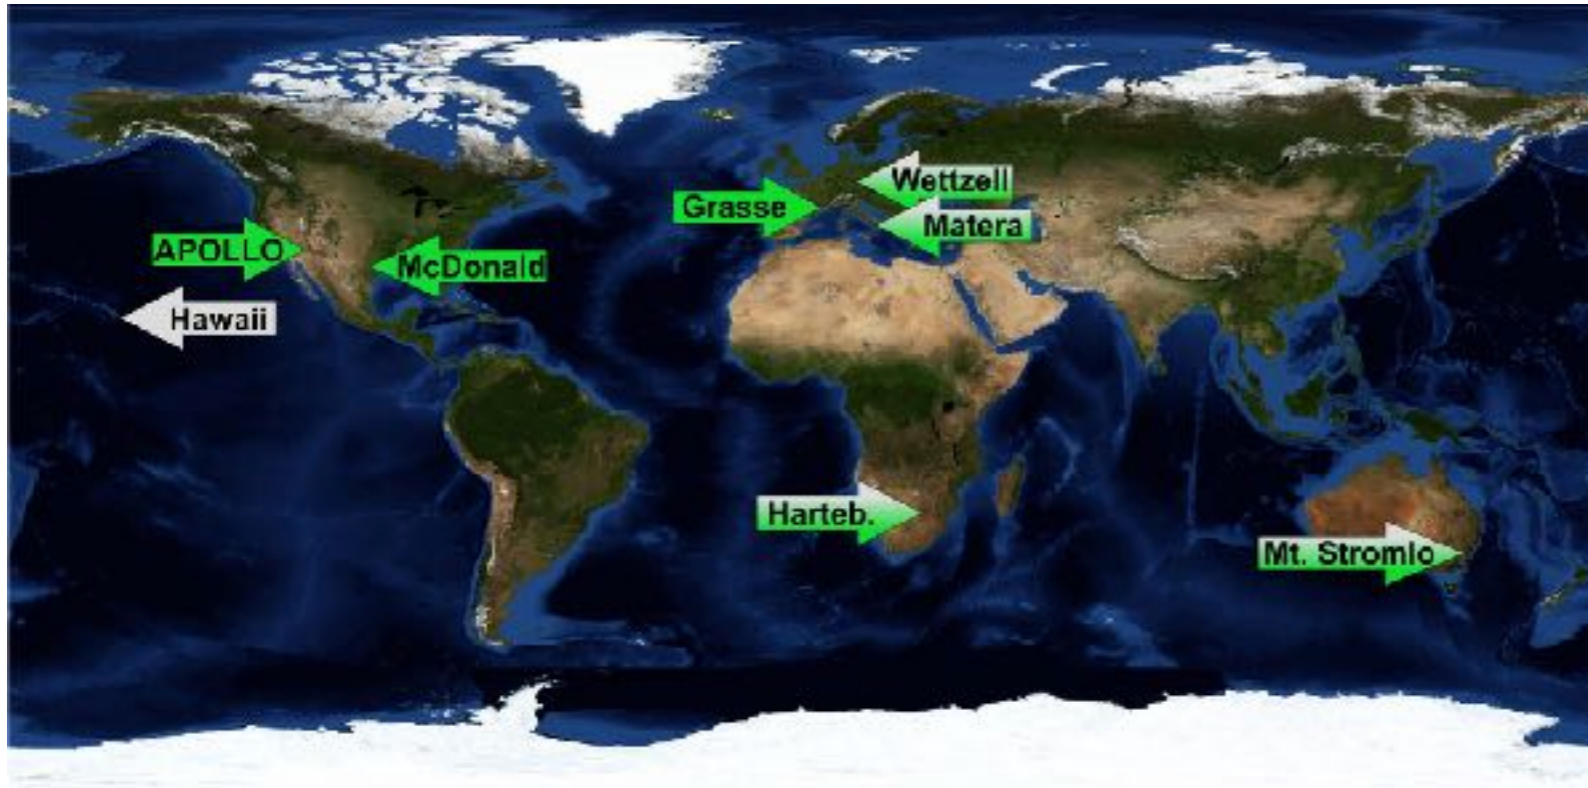 Wettzell
Grasse
Matera
APOLLO
McDonald
Hawaii
Harteb.
Mt. Stromlo